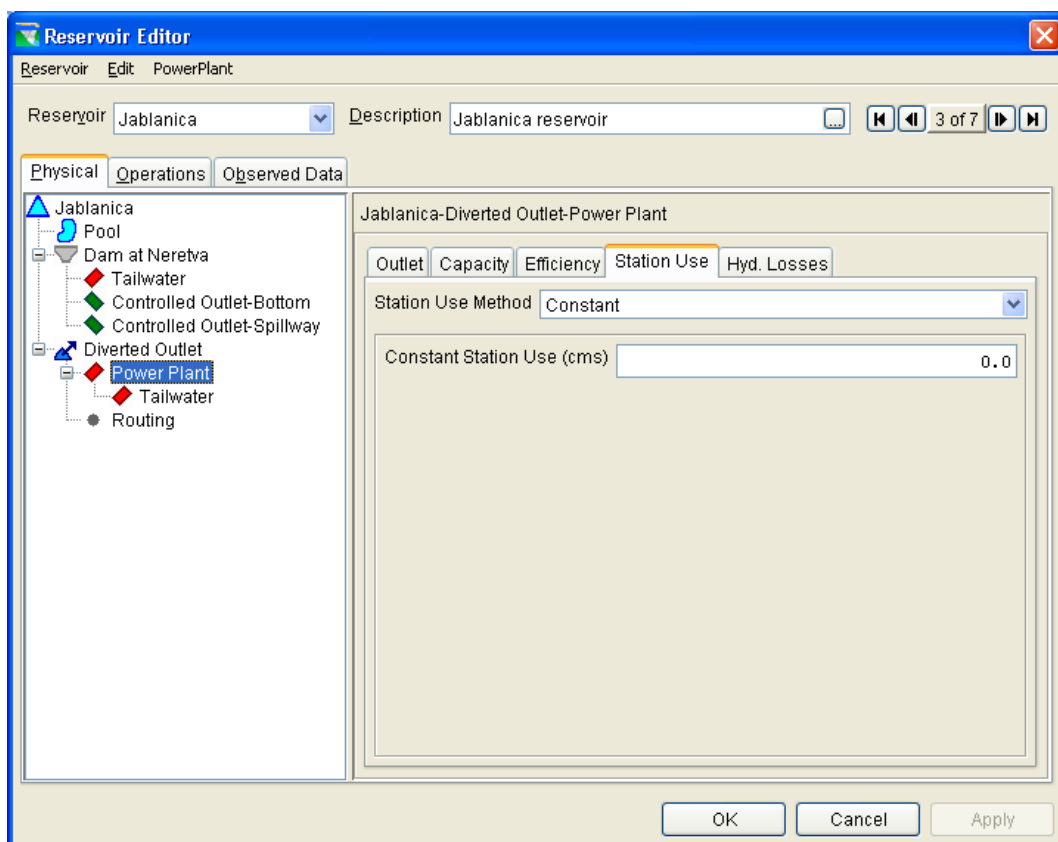 Reservoir Editor
Reservoir Edit PowerPlant
Reservoir Jablanica Description Jablanica reservoir ... 3 of 7
Physical Operations Observed Data
Jablanica
Pool
Dam at Neretva
Tailwater
Controlled Outlet-Bottom
Controlled Outlet-Spillway
Diverted Outlet
Power Plant
Tailwater
Routing
Jablanica-Diverted Outlet-Power Plant
Outlet Capacity Efficiency Station Use Hyd. Losses
Station Use Method Constant
Constant Station Use (cms) 0.0
OK Cancel Apply